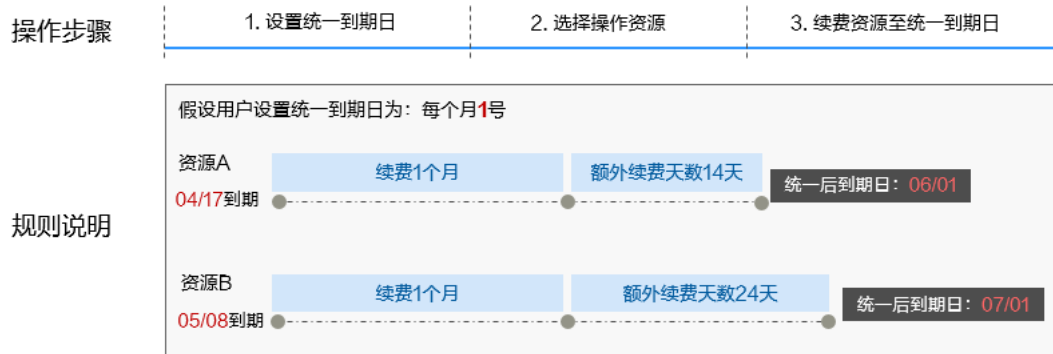 操作步骤
1. 设置统一到期日
2. 选择操作资源
3. 续费资源至统一到期日
规则说明
假设用户设置统一到期日为：每个月1号
资源A
04/17到期
续费1个月
额外续费天数14天
统一后到期日：06/01
资源B
05/08到期
续费1个月
额外续费天数24天
统一后到期日：07/01